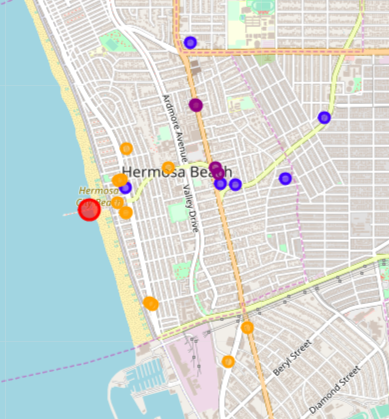 Ardmore Avenue
Hermosa Beach
Hermosa
City Beach
Valley Drive
Beryl Street
Diamond Street